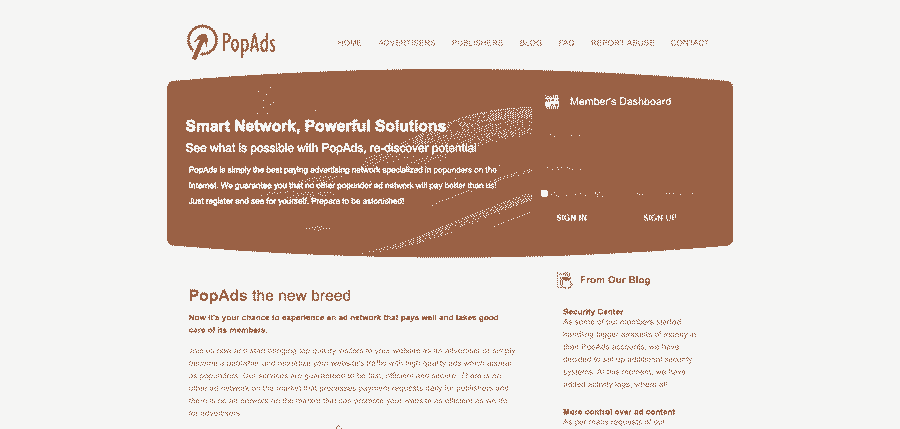 PopAds
HOME ADVERTISERS PUBLISHERS BLOG FAQ REPORT ABUSE CONTACT
Smart Network, Powerful Solutions
See what is possible with PopAds, re-discover potential
PopAds is simply the best paying advertising network specialized in popunders on the
Internet. We guarantee you that no other popunder ad network will pay better than us!
Just register and see for yourself. Prepare to be astonished!
Member's Dashboard
SIGN IN SIGN UP
PopAds the new breed
Now it's your chance to experience an ad network that pays well and takes good
care of its members.
Join us now and start bringing top quality visitors to your website as an advertiser or simply
become a publisher and monetize your website's traffic with high quality ads which
as popunders. Our services are guaranteed to be fast, efficient and secure. There is no
other ad network on the market that processes payment requests daily for publishers and
there is no ad network on the market that can promote your website as efficient as we do
for advertisers.
From Our Blog
Security Center
As some of our members started
handling bigger amounts of money in
their PopAds accounts, we have
decided to set up additional security
systems. At this moment, we have
added activity logs, where all
More control over ad content
As per many requests of our